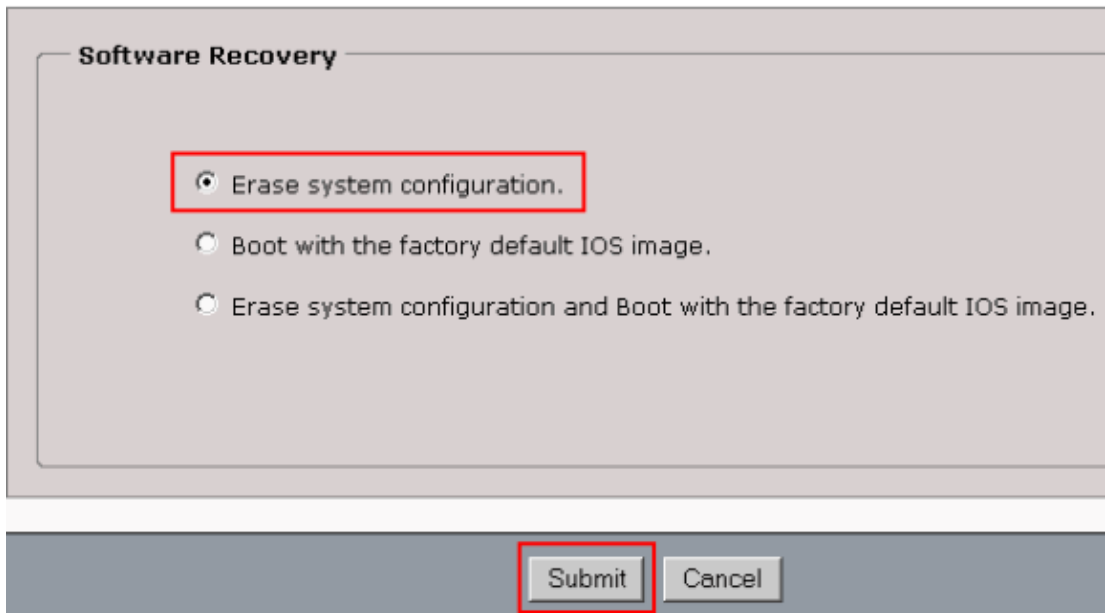 Software Recovery
Erase system configuration.
Boot with the factory default IOS image.
Erase system configuration and Boot with the factory default IOS image.
Submit Cancel